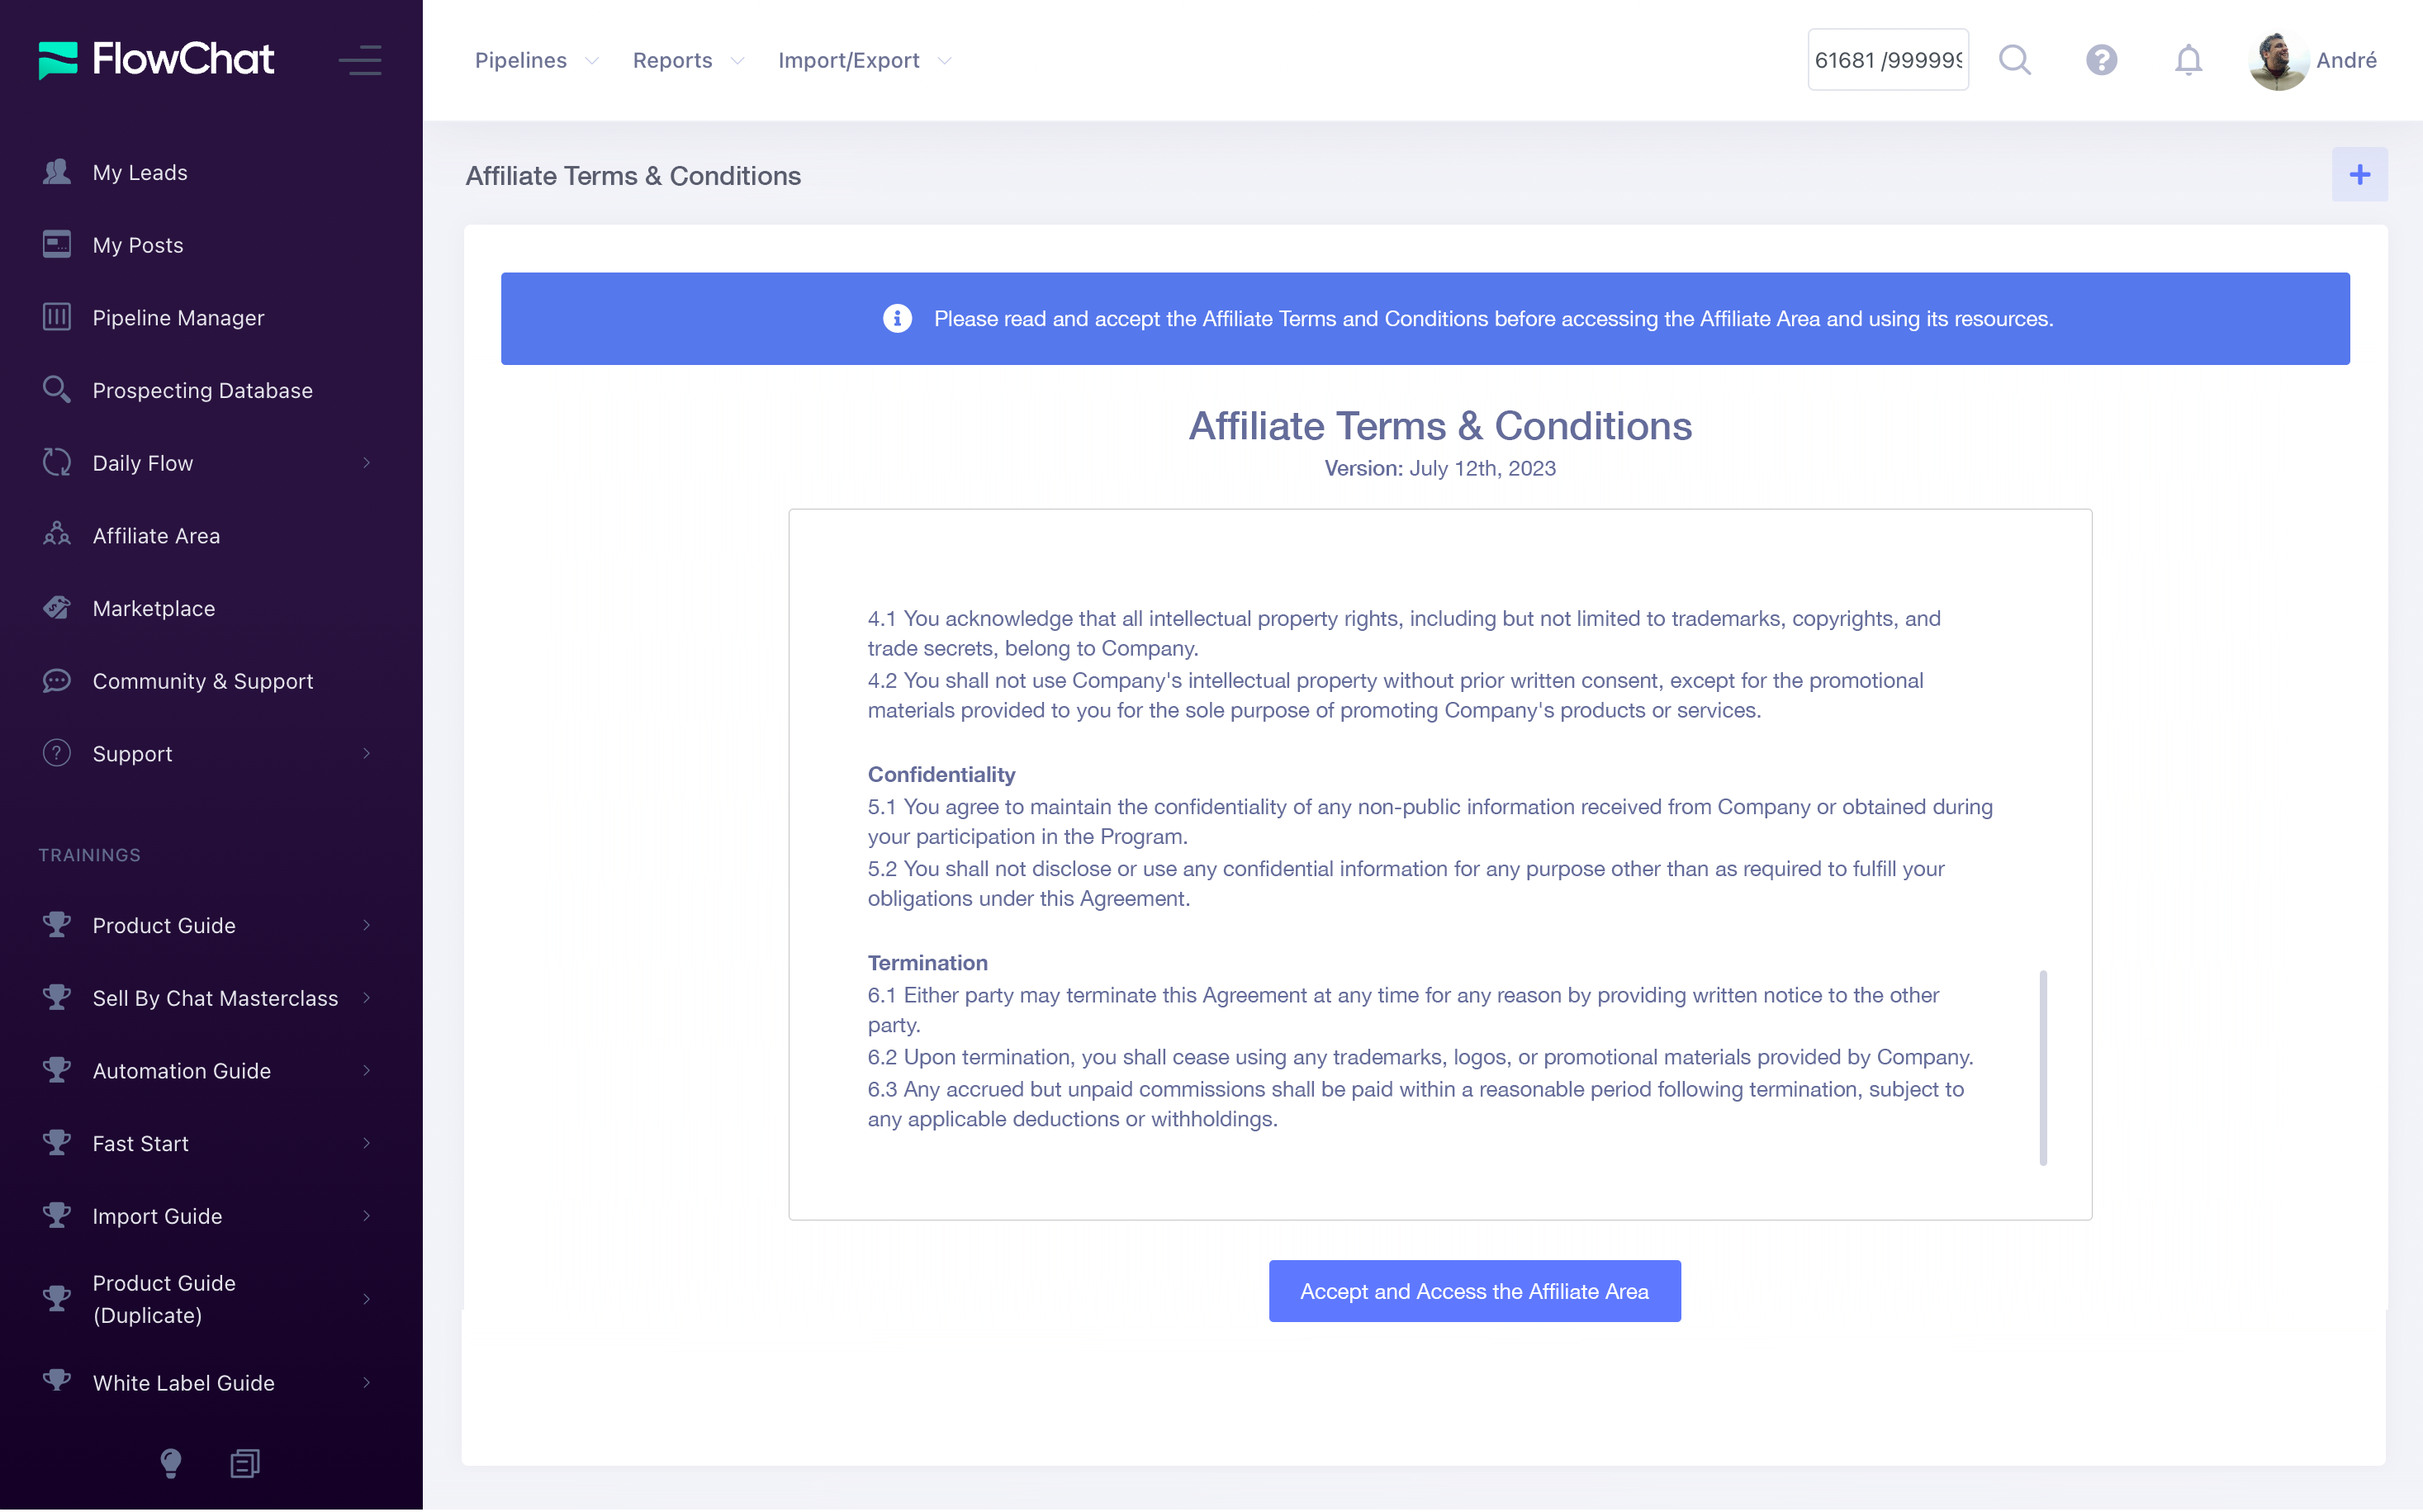 FlowChat
Pipelines
Reports
Import/Export
61681 /99999
André
My Leads
My Posts
Pipeline Manager
Prospecting Database
Daily Flow
Affiliate Area
Marketplace
Community & Support
Support
TRAININGS
Product Guide
Sell By Chat Masterclass
Automation Guide
Fast Start
Import Guide
Product Guide
(Duplicate)
White Label Guide
Affiliate Terms & Conditions
Please read and accept the Affiliate Terms and Conditions before accessing the Affiliate Area and using its resources.
Affiliate Terms & Conditions
Version: July 12th, 2023
4.1 You acknowledge that all intellectual property rights, including but not limited to trademarks, copyrights, and
trade secrets, belong to Company.
4.2 You shall not use Company's intellectual property without prior written consent, except for the promotional
materials provided to you for the sole purpose of promoting Company's products or services.
Confidentiality
5.1 You agree to maintain the confidentiality of any non-public information received from Company or obtained during
your participation in the Program.
5.2 You shall not disclose or use any confidential information for any purpose other than as required to fulfill your
obligations under this Agreement.
Termination
6.1 Either party may terminate this Agreement at any time for any reason by providing written notice to the other
party.
6.2 Upon termination, you shall cease using any trademarks, logos, or promotional materials provided by Company.
6.3 Any accrued but unpaid commissions shall be paid within a reasonable period following termination, subject to
any applicable deductions or withholdings.
Accept and Access the Affiliate Area